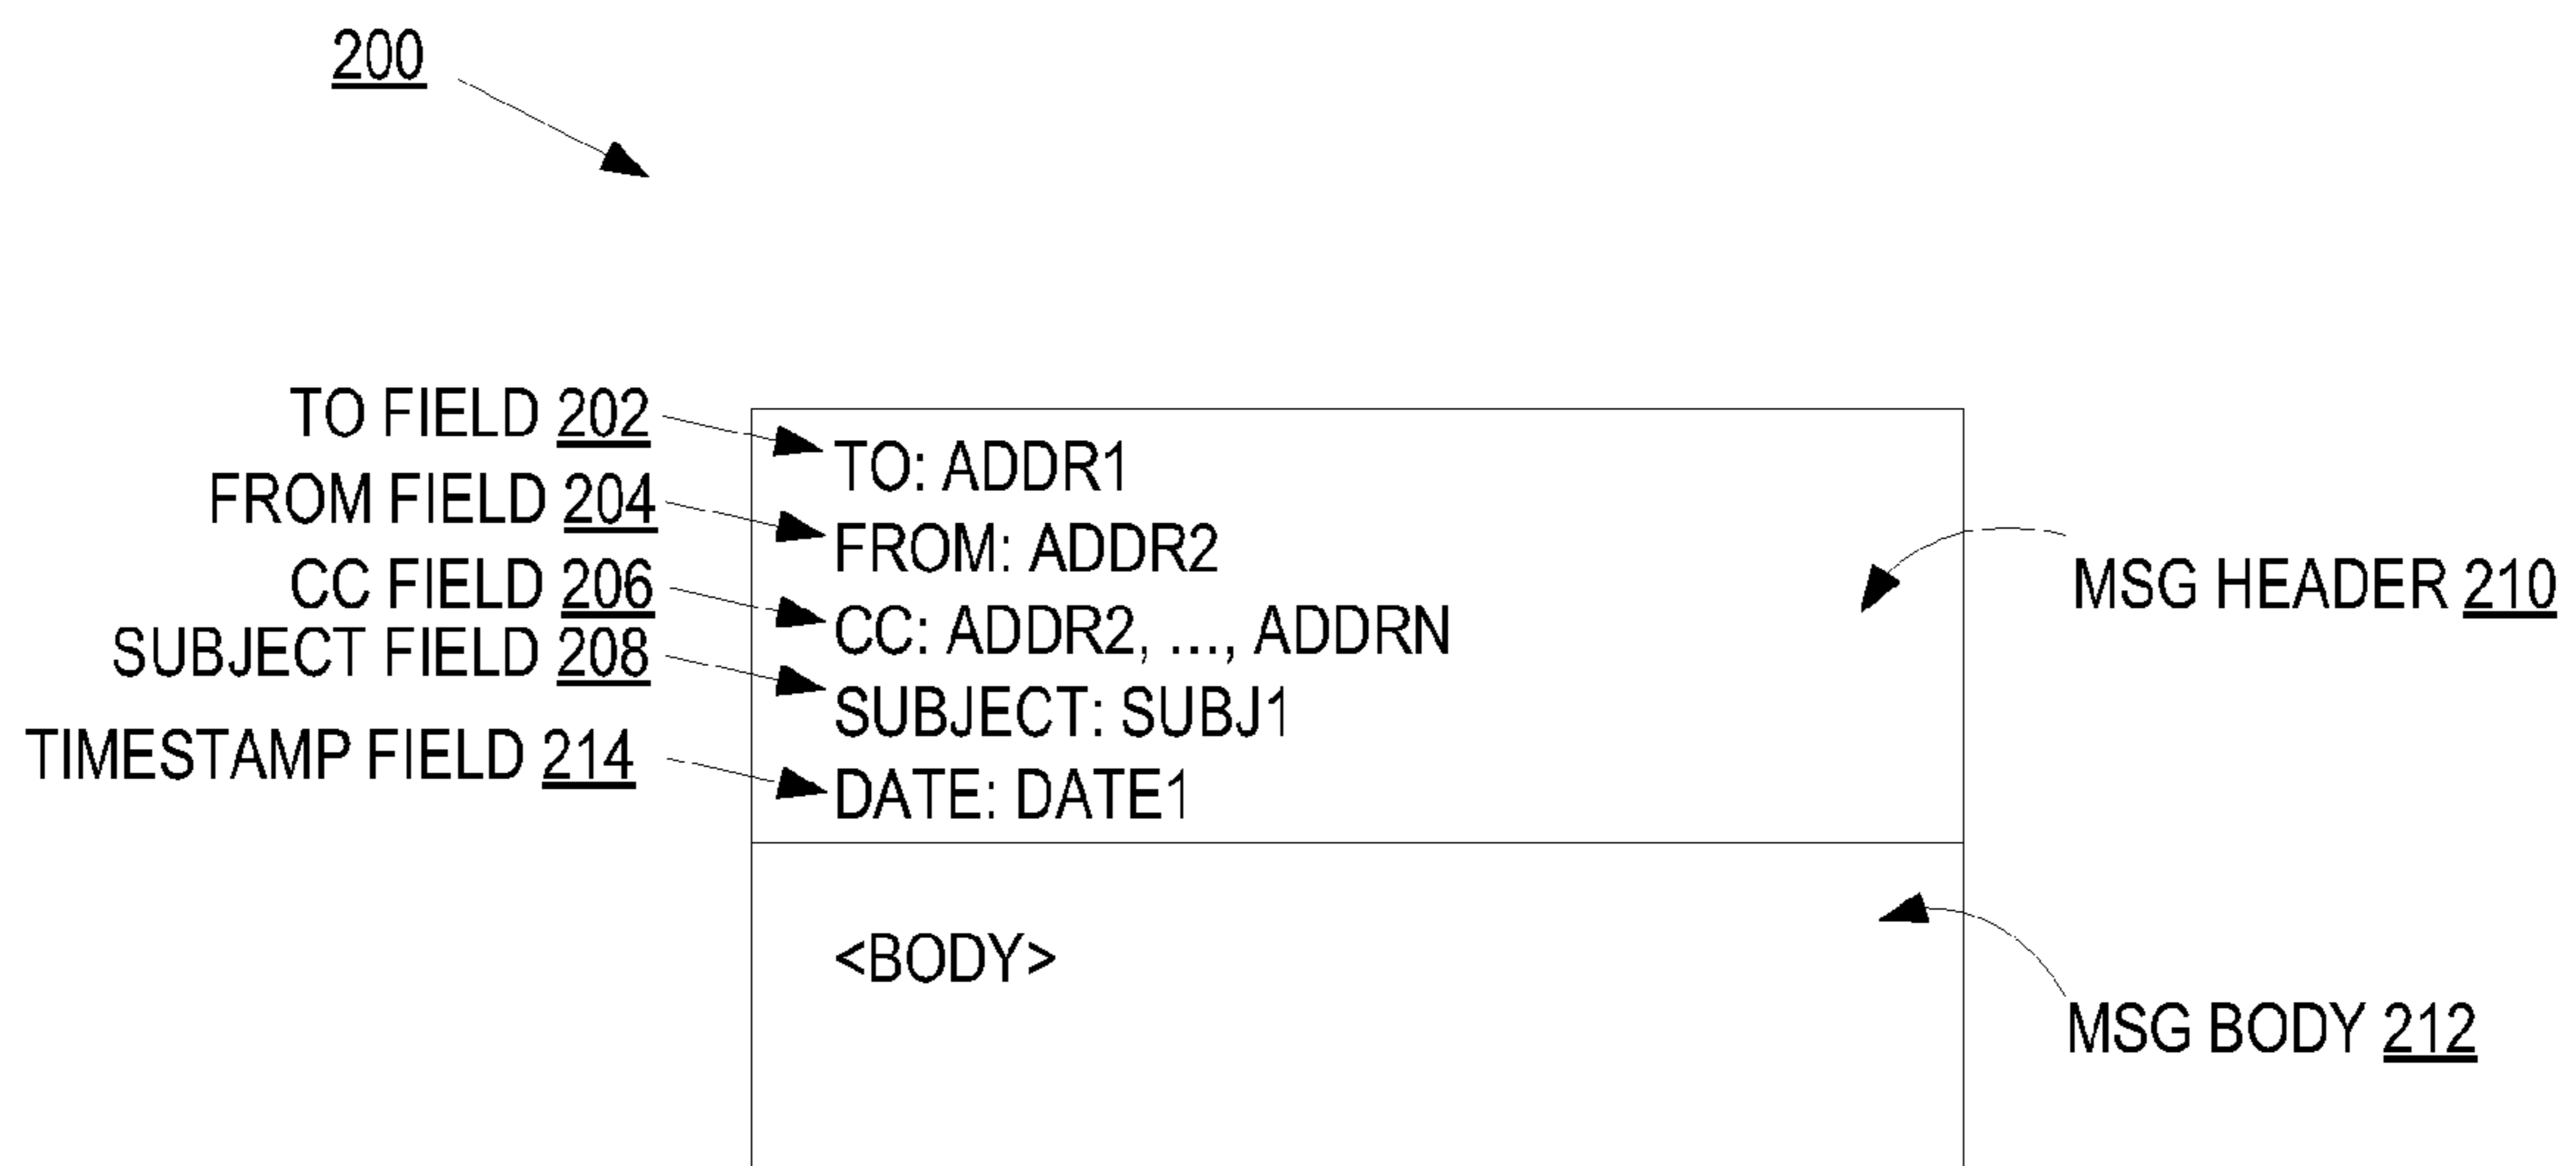 200
TO FIELD 202
FROM FIELD 204
CC FIELD 206
SUBJECT FIELD 208
TIMESTAMP FIELD 214
TO: ADDR1
FROM: ADDR2
CC: ADDR2, ..., ADDRN
SUBJECT: SUBJ1
DATE: DATE1
MSG HEADER 210
<BODY>
MSG BODY 212